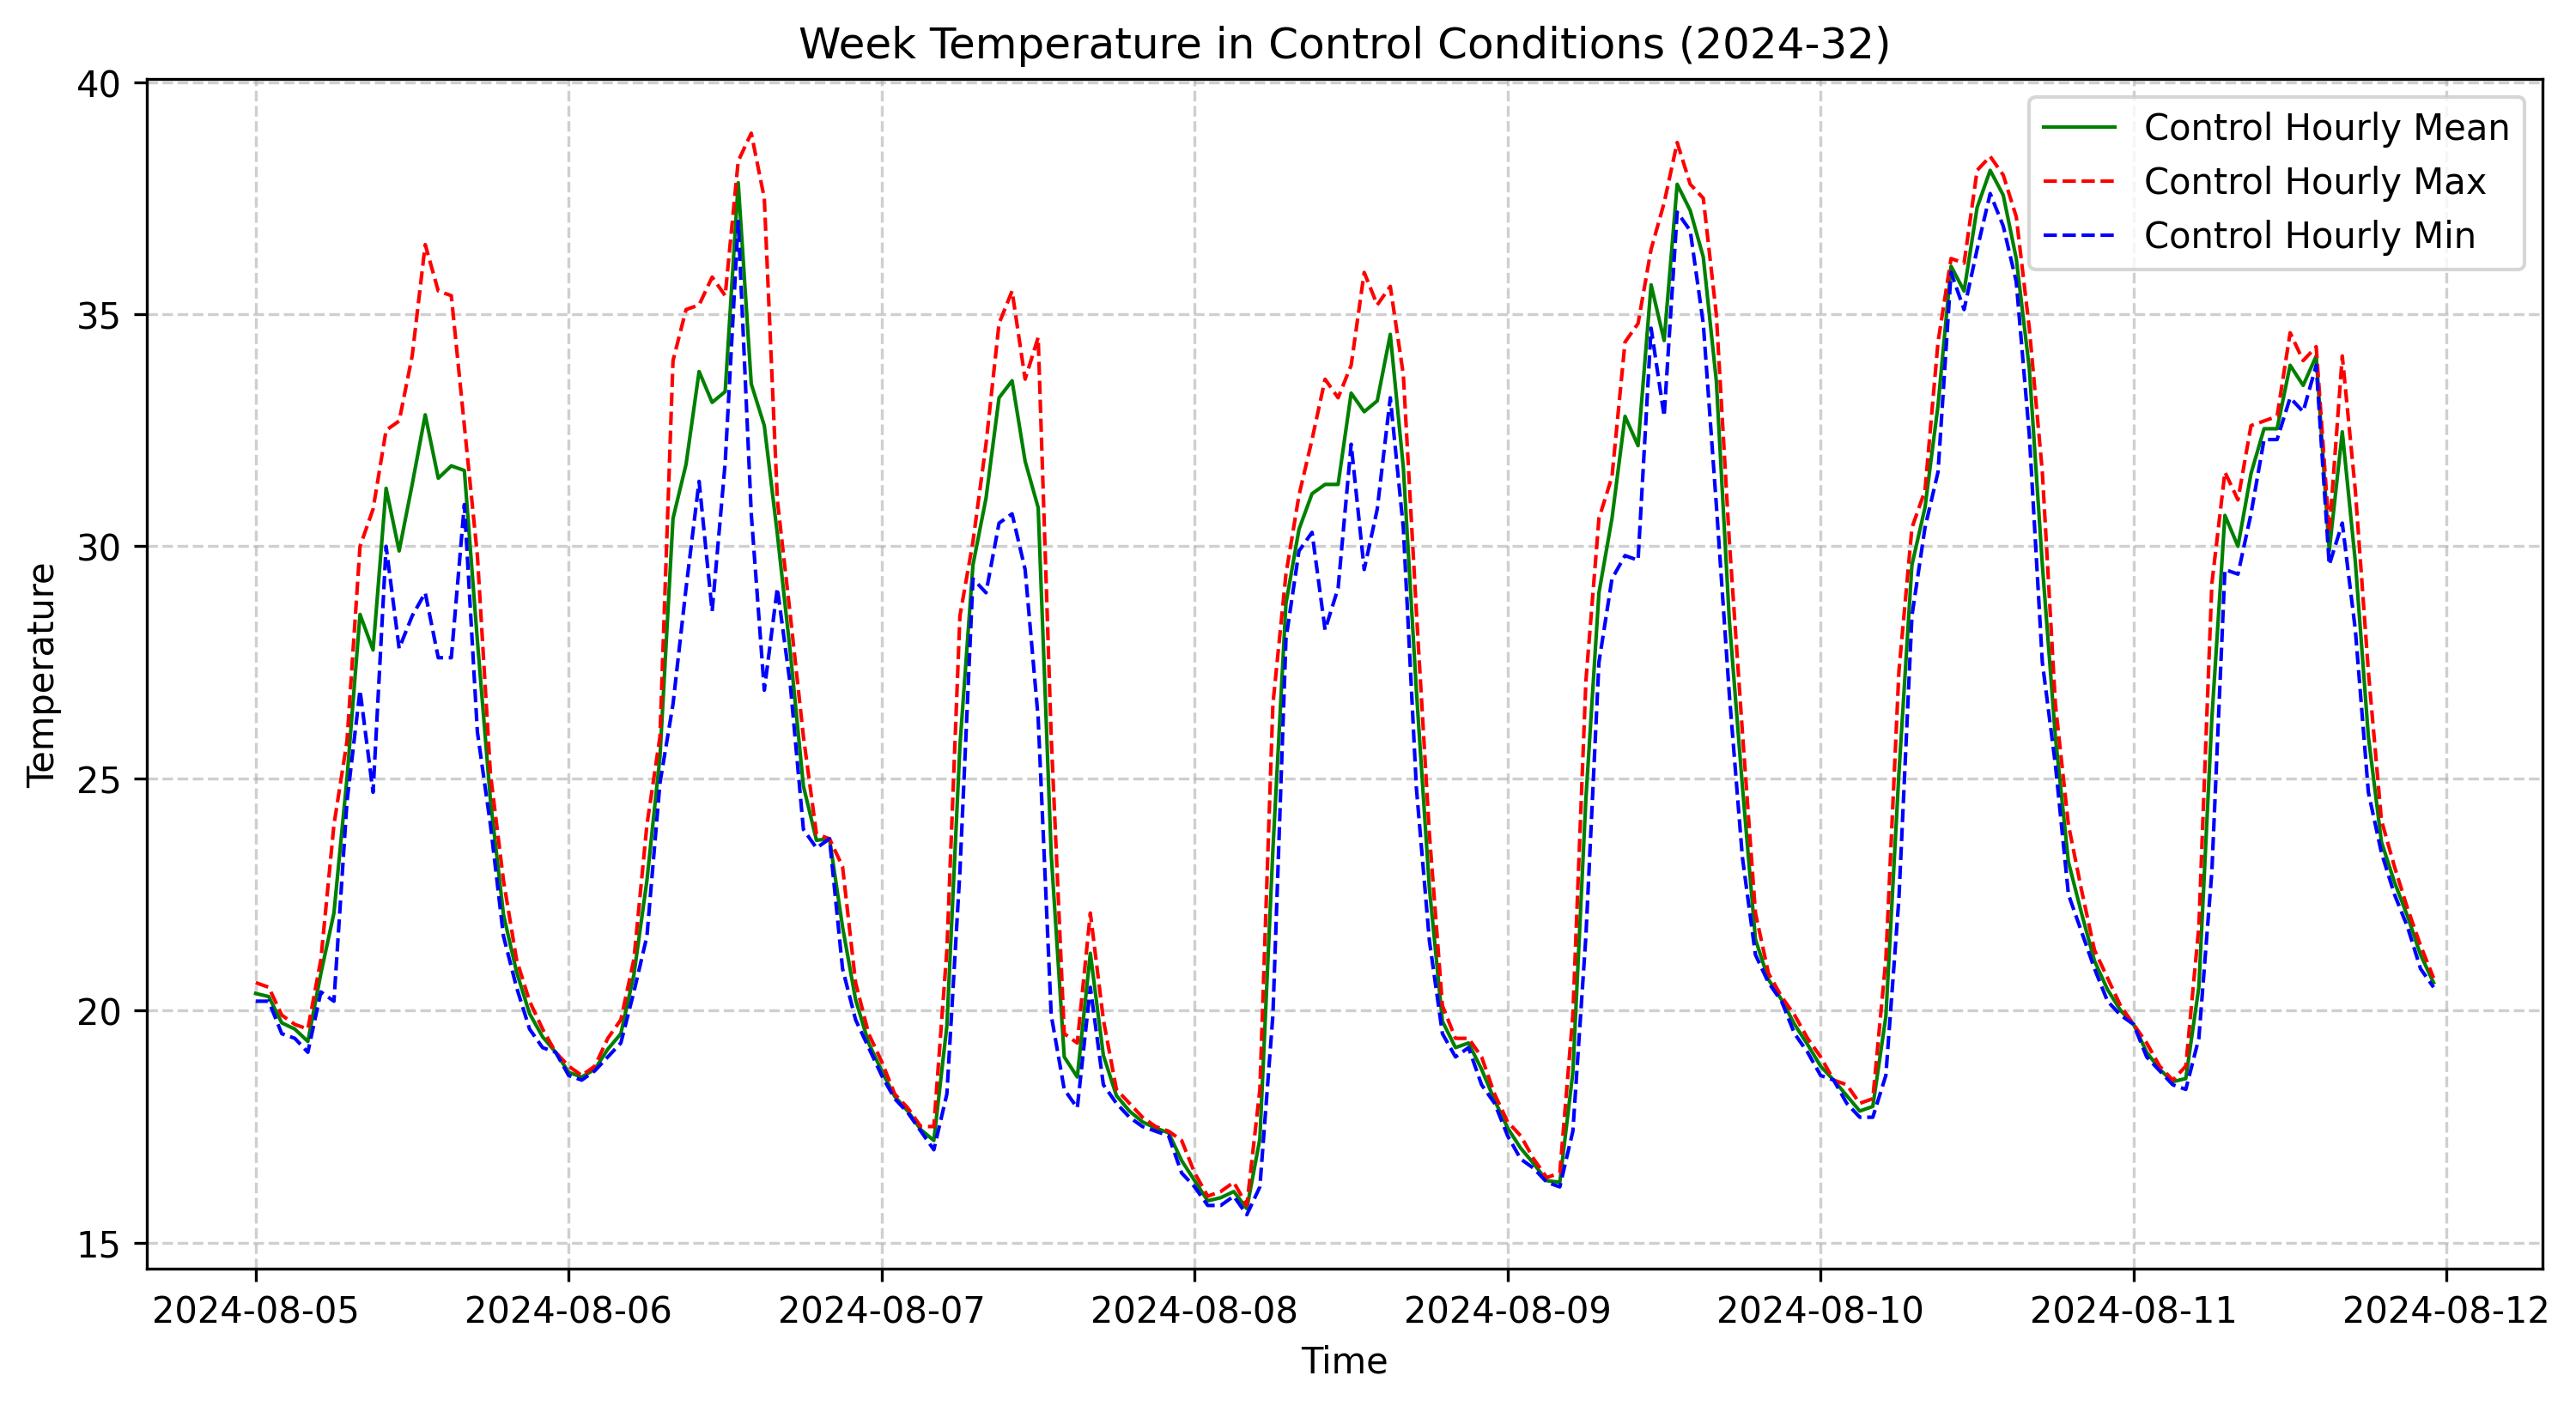 Week Temperature in Control Conditions (2024-32)
Control Hourly Mean
Control Hourly Max
Control Hourly Min
Temperature
40
35
30
25
20
15
2024-08-05
2024-08-06
2024-08-07
2024-08-08
2024-08-09
2024-08-10
2024-08-11
2024-08-12
Time